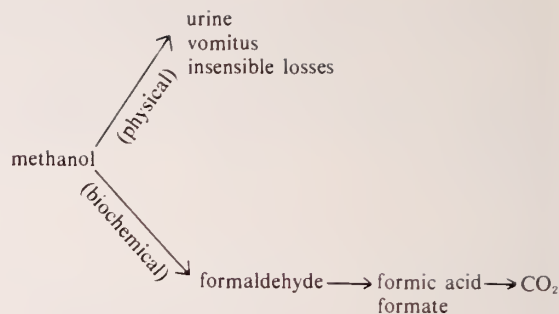 urine
vomitus
insensible losses
(physical)
methanol
(biochemical)
formaldehyde → formic acid → CO₂
formate